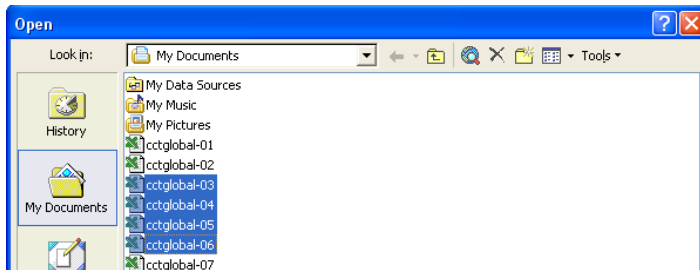 Open
Look in: My Documents Tools
My Data Sources
My Music
My Pictures
cctglobal-01
cctglobal-02
cctglobal-03
cctglobal-04
cctglobal-05
cctglobal-06
cctglobal-07
History
My Documents